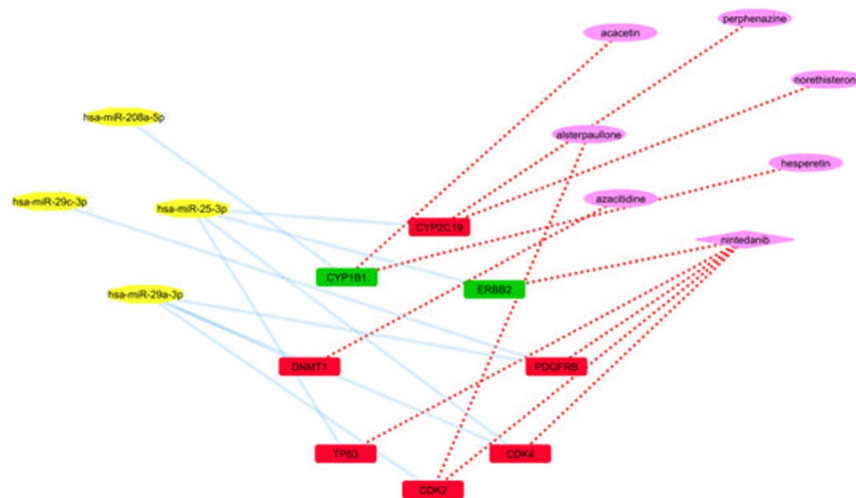 perphenazine
acacetin
norethisterone
hsa-miR-208a-5p
alsterpaullone
hesperetin
hsa-miR-29c-3p
hsa-miR-25-3p
azacitidine
CYP2C19
nintedanib
CYP1B1
ERBB2
hsa-miR-29a-3p
DNMT1
PDGFRB
TP53
CDK4
CDK2